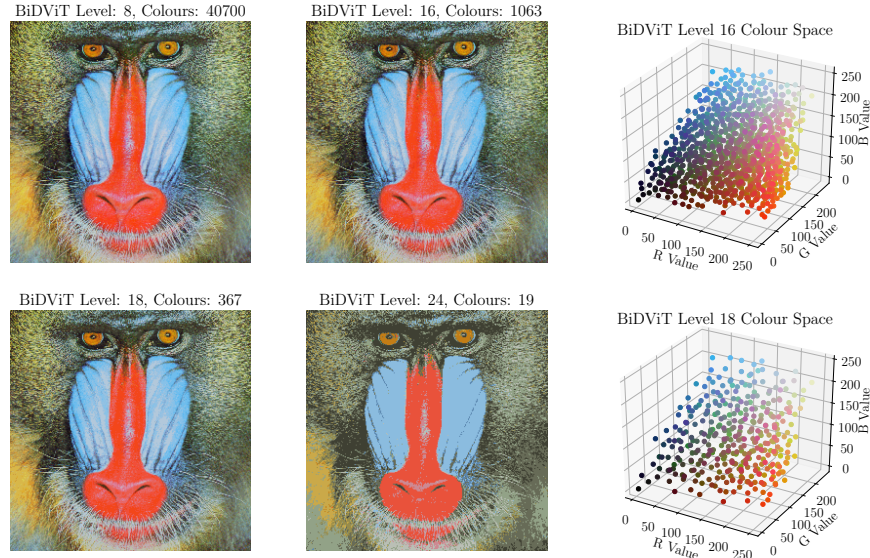 BiDViT Level: 8, Colours: 40700
BiDViT Level: 16, Colours: 1063
BiDViT Level 16 Colour Space
250
200
150
100
50
0
B Value
0
50
100
150
200
250
R Value
0
50
100
150
200
G Value
BiDViT Level: 18, Colours: 367
BiDViT Level: 24, Colours: 19
BiDViT Level 18 Colour Space
250
200
150
100
50
0
B Value
0
50
100
150
200
250
R Value
0
50
100
150
200
G Value